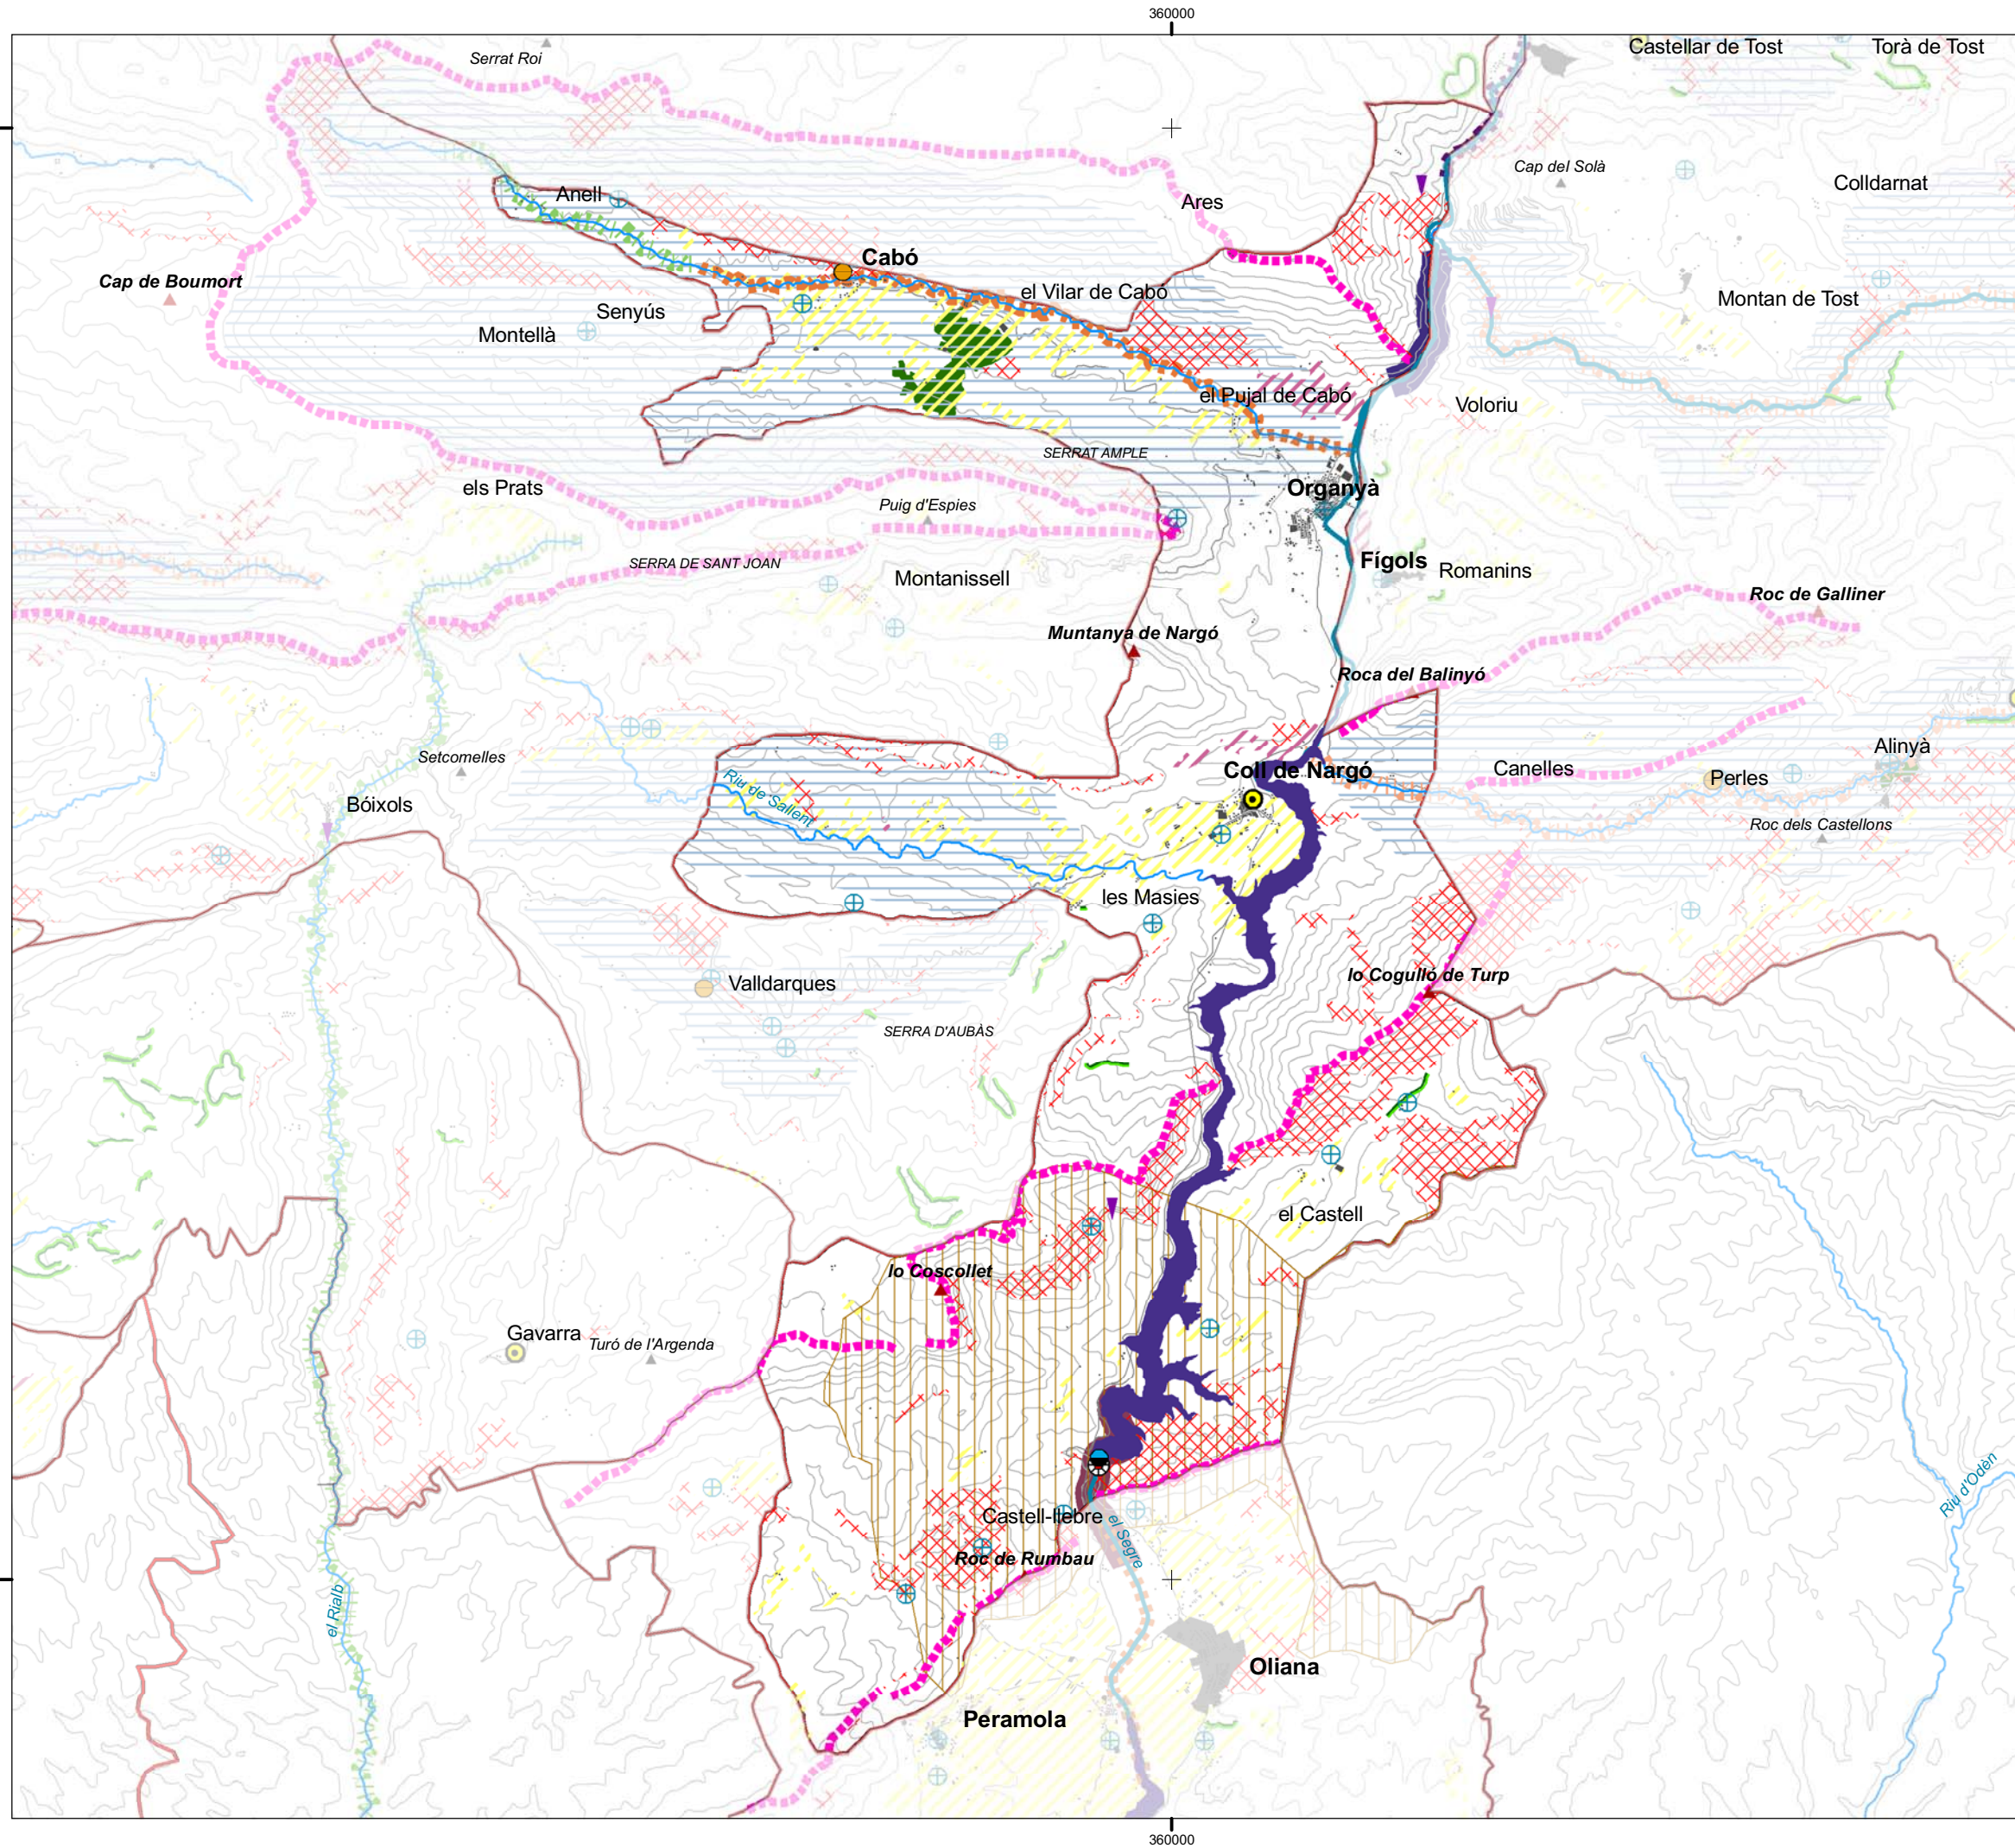 360000
Castellar de Tost
Torà de Tost
Serrat Roi
Cap del Solà
Colldarnat
Anell
Ares
Cabó
Cap de Boumort
el Vilar de Cabó
Montan de Tost
Senyús
Montellà
el Pujal de Cabó
Voloriu
SERRAT AMPLE
els Prats
Organyà
Puig d'Espies
SERRA DE SANT JOAN
Fígols
Romanins
Montanissell
Roc de Galliner
Muntanya de Nargó
Roca del Balinyó
Setcomelles
Alinyà
Coll de Nargó
Canelles
Perles
Riu de Sallent
Bóixols
Roc dels Castellons
les Masies
lo Cogulló de Turp
Valldarques
SERRA D'AUBÀS
el Castell
lo Coscollet
Gavarra
Turó de l'Argenda
Riu d'Odèn
Castell-llebre
el Segre
Roc de Rumbau
el Rialb
Oliana
Peramola
360000